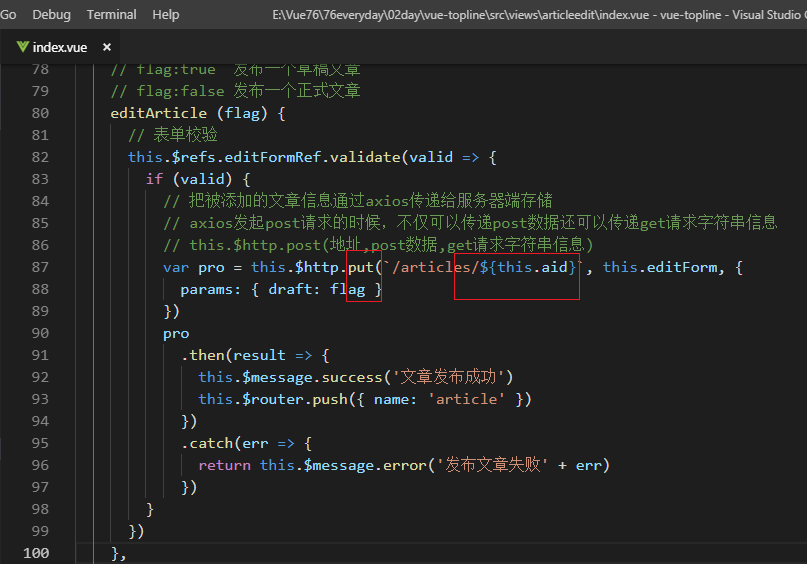 Go Debug Terminal Help E:\Vue76\76everyday\02day\vue-topline\src\views\articleedit\index.vue - vue-topline - Visual Studio
index.vue ×
78 // flag:true 发布一个草稿文章
79 // flag:false 发布一个正式文章
80 editArticle (flag) {
81 // 表单校验
82 this.$refs.editFormRef.validate(valid => {
83 if (valid) {
84 // 把被添加的文章信息通过axios传递给服务器端存储
85 // axios发起post请求的时候，不仅可以传递post数据还可以传递get请求字符串信息
86 // this.$http.post(地址,post数据,get请求字符串信息)
87 var pro = this.$http.put(`/articles/${this.aid}`, this.editForm, {
88 params: { draft: flag }
89 })
90 pro
91 .then(result => {
92 this.$message.success('文章发布成功')
93 this.$router.push({ name: 'article' })
94 })
95 .catch(err => {
96 return this.$message.error('发布文章失败' + err)
97 })
98 }
99 })
100 },